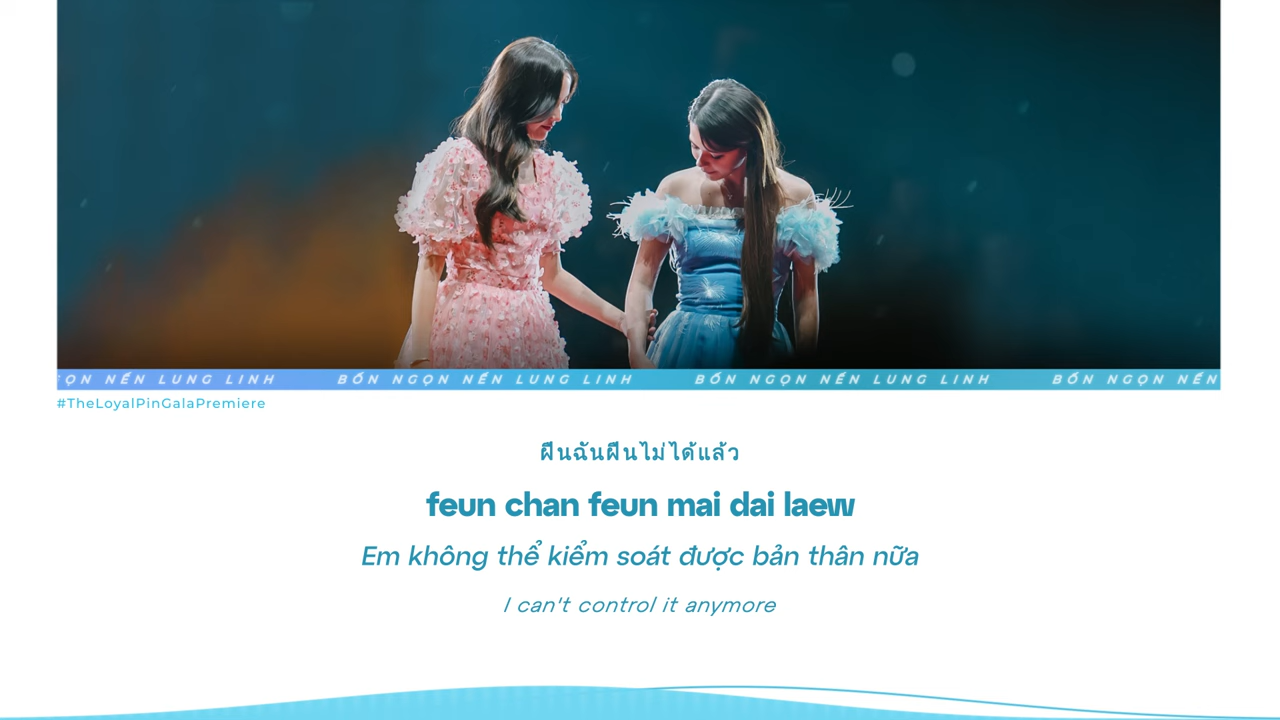 ỌN NẾN LUNG LINH BỐN NGỌN NẾN LUNG LINH BỐN NGỌN NẾN LUNG LINH BỐN NGỌN NẾN
#TheLoyalPinGalaPremiere
ฝืนฉันฝืนไม่ได้แล้ว
feun chan feun mai dai laew
Em không thể kiểm soát được bản thân nữa
I can't control it anymore